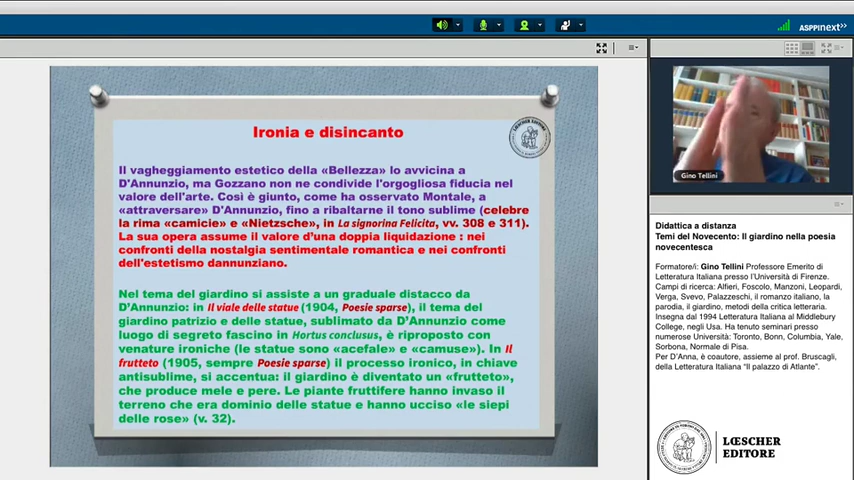 ASPPInext>>
Ironia e disincanto
Il vagheggiamento estetico della «Bellezza» lo avvicina a
D'Annunzio, ma Gozzano non ne condivide l'orgogliosa fiducia nel
valore dell'arte. Così è giunto, come ha osservato Montale, a
«attraversare» D'Annunzio, fino a ribaltarne il tono sublime (celebre
la rima «camicie» e «Nietzsche», in La signorina Felicita, vv. 308 e 311).
La sua opera assume il valore d'una doppia liquidazione : nei
confronti della nostalgia sentimentale romantica e nei confronti
dell'estetismo dannunziano.
Nel tema del giardino si assiste a un graduale distacco da
D'Annunzio: in Il viale delle statue (1904, Poesie sparse), il tema del
giardino patrizio e delle statue, sublimato da D'Annunzio come
luogo di segreto fascino in Hortus conclusus, è riproposto con
venature ironiche (le statue sono «acefale» e «camuse»). In Il
frutteto (1905, sempre Poesie sparse) il processo ironico, in chiave
antisublime, si accentua: il giardino è diventato un «frutteto»,
che produce mele e pere. Le piante fruttifere hanno invaso il
terreno che era dominio delle statue e hanno ucciso «le siepi
delle rose» (v. 32).
Gino Tellini
Didattica a distanza
Temi del Novecento: Il giardino nella poesia
novecentesca
Formatore/i: Gino Tellini Professore Emerito di
Letteratura Italiana presso l'Università di Firenze.
Campi di ricerca: Alfieri, Foscolo, Manzoni, Leopardi,
Verga, Svevo, Palazzeschi, il romanzo italiano, la
parodia, il giardino, metodi della critica letteraria.
Insegna dal 1994 Letteratura Italiana al Middlebury
College, negli Usa. Ha tenuto seminari presso
numerose Università: Toronto, Bonn, Columbia, Yale,
Sorbona, Normale di Pisa.
Per D'Anna, è coautore, assieme al prof. Bruscagli,
della Letteratura Italiana "Il palazzo di Atlante".
LŒSCHER
EDITORE